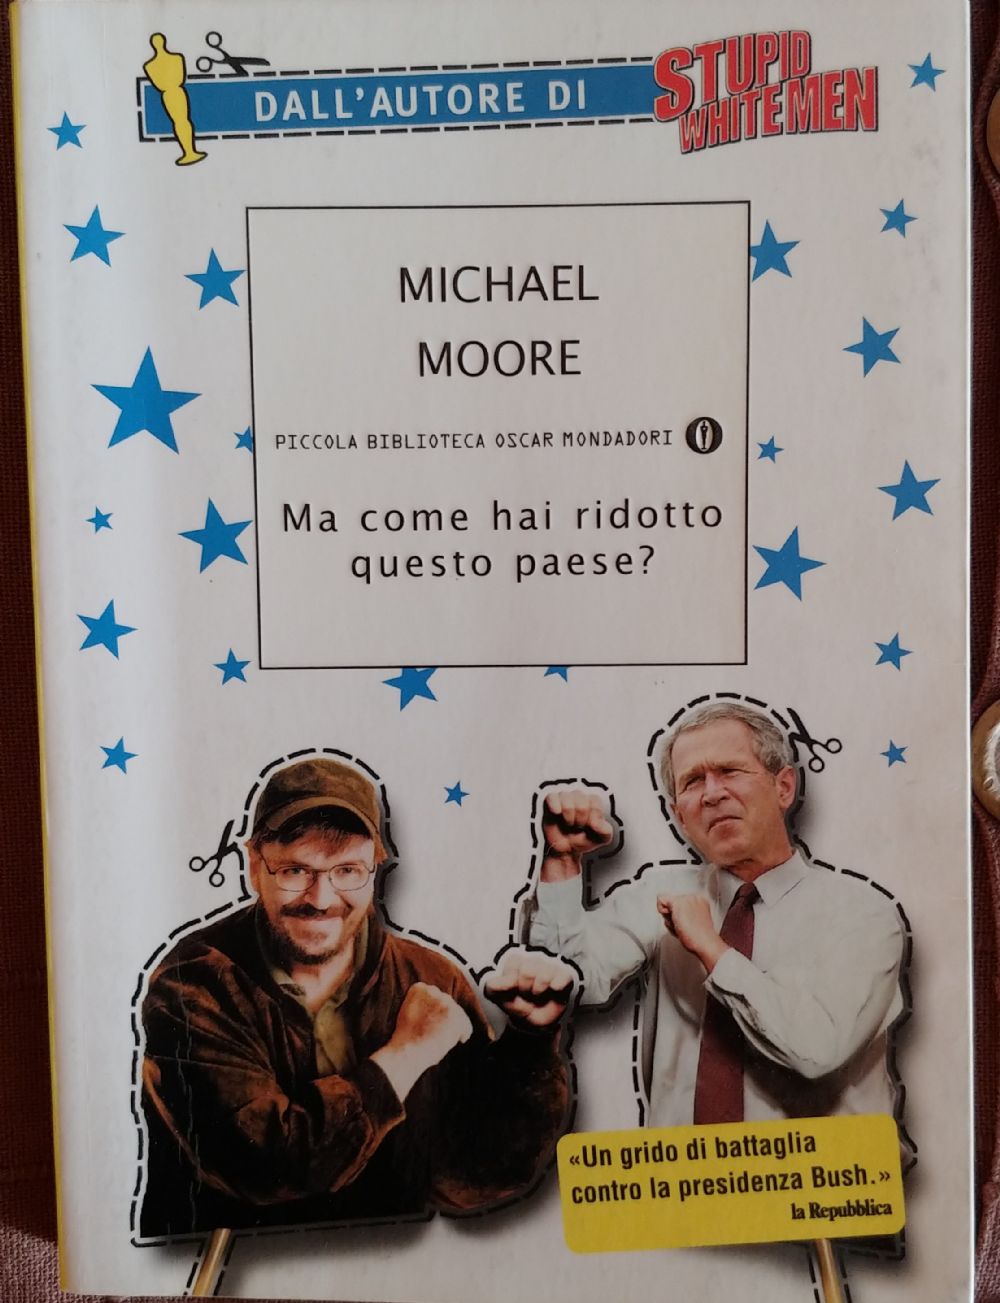 DALL'AUTORE DI STUPID WHITE MEN
MICHAEL
MOORE
PICCOLA BIBLIOTECA OSCAR MONDADORI
Ma come hai ridotto
questo paese?
«Un grido di battaglia
contro la presidenza Bush.»
la Repubblica